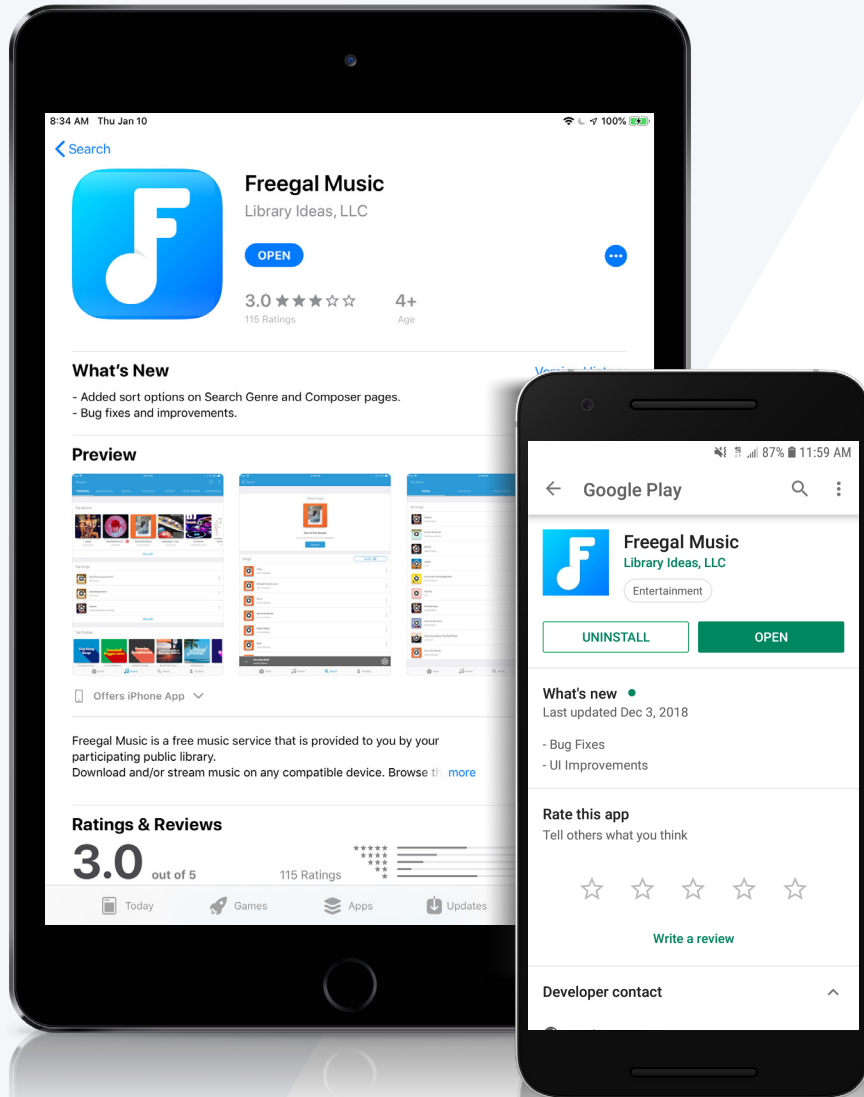 8:34 AM Thu Jan 10
100%
Search
Freegal Music
Library Ideas, LLC
OPEN
3.0
4+
115 Ratings
Age
What's New
- Added sort options on Search Genre and Composer pages.
- Bug fixes and improvements.
Preview
Offers iPhone App
Freegal Music is a free music service that is provided to you by your
participating public library.
Download and/or stream music on any compatible device. Browse th more
Ratings & Reviews
3.0 out of 5
115 Ratings
Today
Games
Apps
Updates
87% 11:59 AM
Google Play
Freegal Music
Library Ideas, LLC
Entertainment
UNINSTALL
OPEN
What's new
Last updated Dec 3, 2018
- Bug Fixes
- UI Improvements
Rate this app
Tell others what you think
Write a review
Developer contact